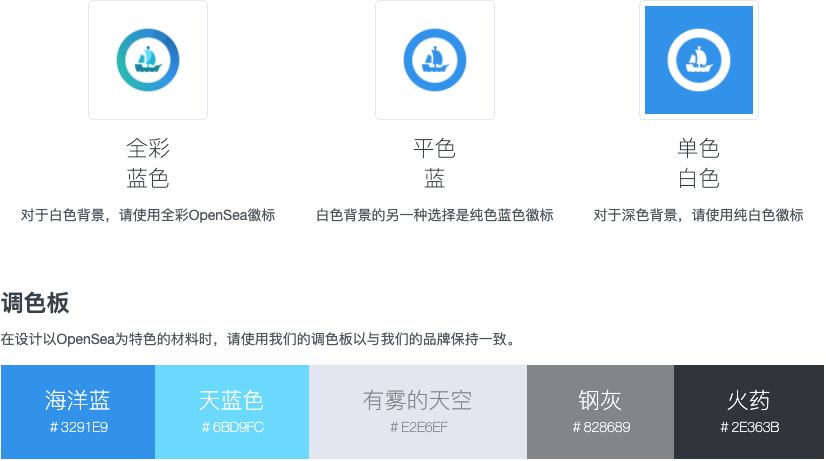 全彩
蓝色
平色
蓝
单色
白色
对于白色背景，请使用全彩OpenSea徽标
白色背景的另一种选择是纯色蓝色徽标
对于深色背景，请使用纯白色徽标
调色板
在设计以OpenSea为特色的材料时，请使用我们的调色板以与我们的品牌保持一致。
海洋蓝
# 3291E9
天蓝色
# 6BD9FC
有雾的天空
# E2E6EF
钢灰
# 828689
火药
# 2E363B